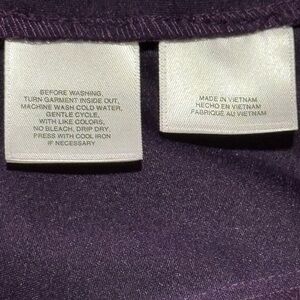 BEFORE WASHING,
TURN GARMENT INSIDE OUT,
MACHINE WASH COLD WATER,
GENTLE CYCLE,
WITH LIKE COLORS,
NO BLEACH, DRIP DRY.
PRESS WITH COOL IRON
IF NECESSARY
MADE IN VIETNAM
HECHO EN VIETNAM
FABRIQUÉ AU VIETNAM